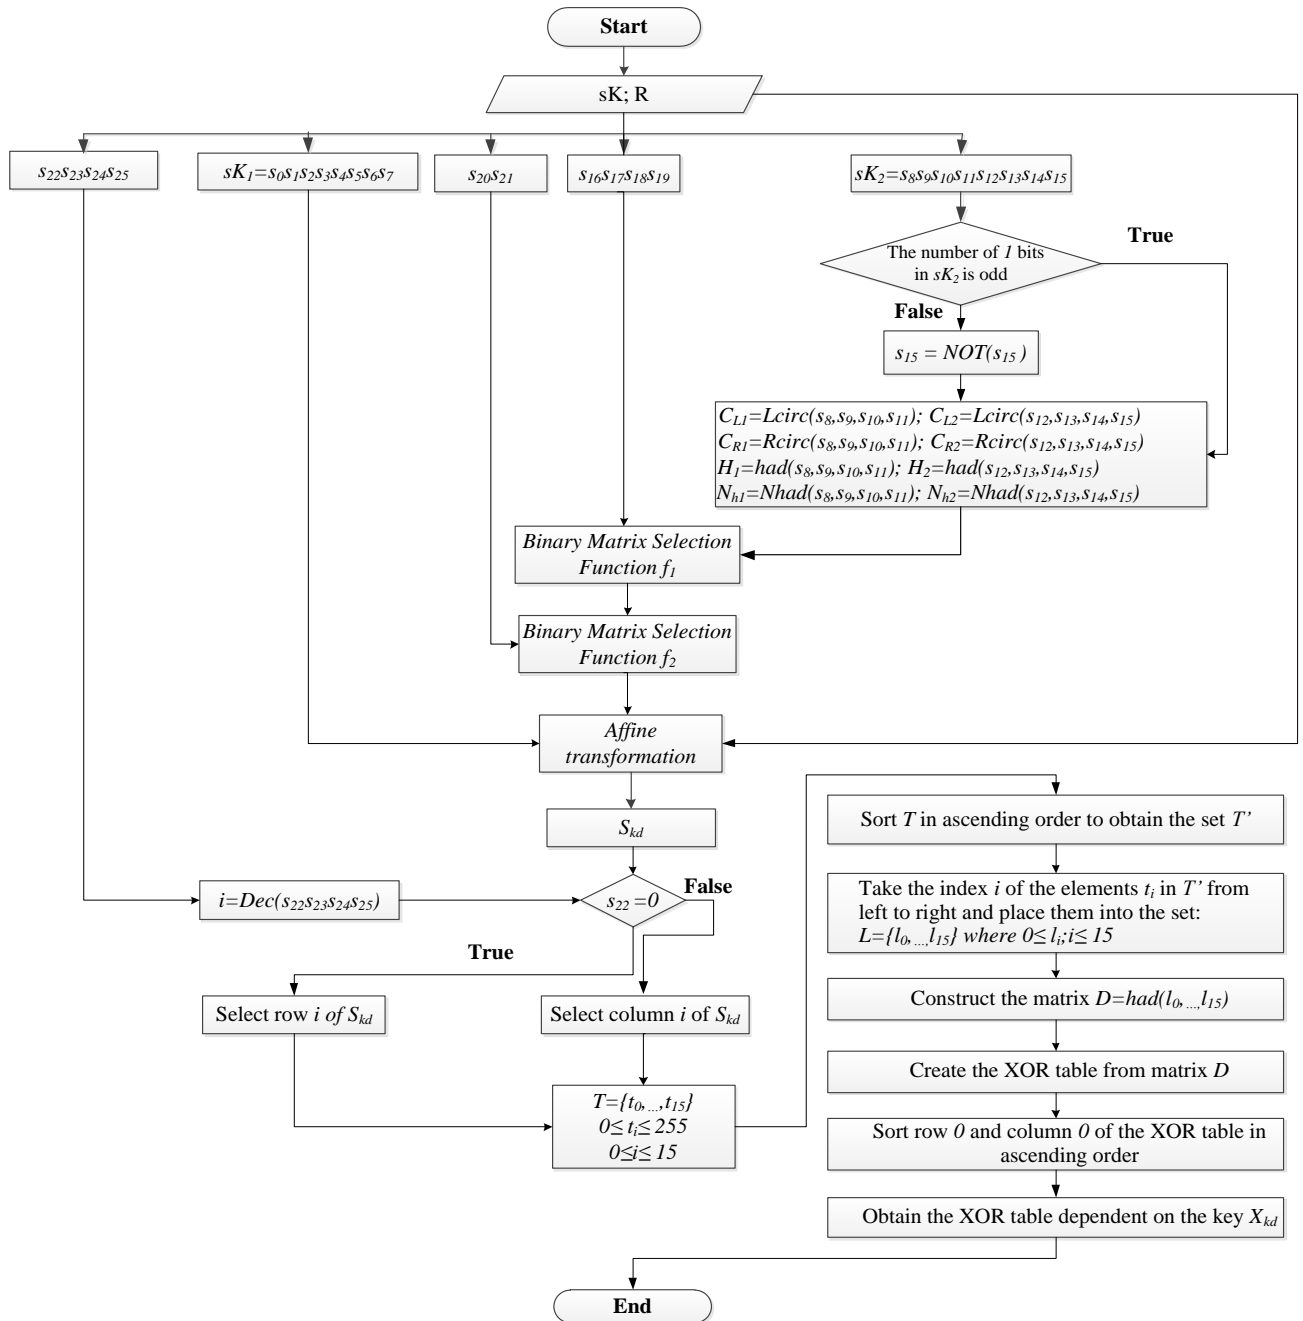 Start
sK; R
s22s23s24s25
sK1=s0s1s2s3s4s5s6s7
s20s21
s16s17s18s19
sK2=s8s9s10s11s12s13s14s15
The number of 1 bits
in sK2 is odd
True
False
s15 = NOT(s15 )
CL1=Lcirc(s8,s9,s10,s11); CL2=Lcirc(s12,s13,s14,s15)
CR1=Rcirc(s8,s9,s10,s11); CR2=Rcirc(s12,s13,s14,s15)
H1=had(s8,s9,s10,s11); H2=had(s12,s13,s14,s15)
Nh1=Nhad(s8,s9,s10,s11); Nh2=Nhad(s12,s13,s14,s15)
Binary Matrix Selection
Function f1
Binary Matrix Selection
Function f2
Affine
transformation
Skd
i=Dec(s22s23s24s25)
s22 =0
False
True
Select row i of Skd
Select column i of Skd
T={t0,...,t15}
0≤ ti≤ 255
0≤i≤ 15
Sort T in ascending order to obtain the set T’
Take the index i of the elements ti in T’ from
left to right and place them into the set:
L={l0,...,l15} where 0≤ li;i≤ 15
Construct the matrix D=had(l0,...,l15)
Create the XOR table from matrix D
Sort row 0 and column 0 of the XOR table in
ascending order
Obtain the XOR table dependent on the key Xkd
End